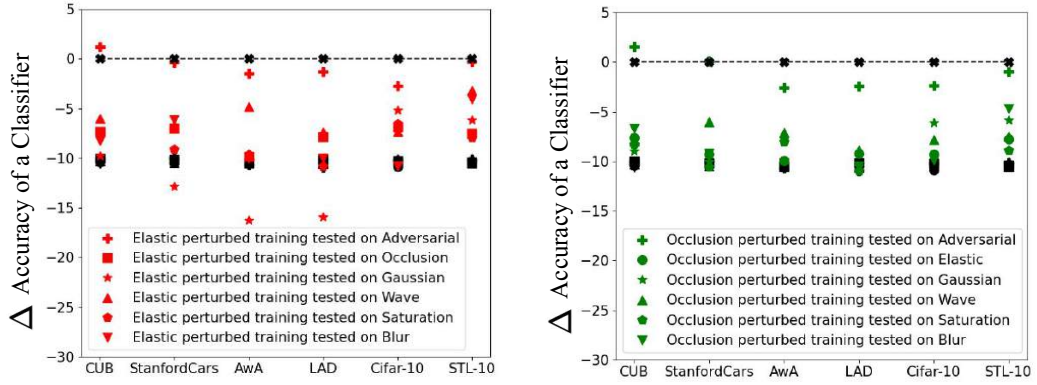 Δ Accuracy of a Classifier
5
0
−5
−10
−15
−20
−25
−30
Elastic perturbed training tested on Adversarial
Elastic perturbed training tested on Occlusion
Elastic perturbed training tested on Gaussian
Elastic perturbed training tested on Wave
Elastic perturbed training tested on Saturation
Elastic perturbed training tested on Blur
CUB StanfordCars AwA LAD Cifar-10 STL-10
Δ Accuracy of a Classifier
5
0
−5
−10
−15
−20
−25
−30
Occlusion perturbed training tested on Adversarial
Occlusion perturbed training tested on Elastic
Occlusion perturbed training tested on Gaussian
Occlusion perturbed training tested on Wave
Occlusion perturbed training tested on Saturation
Occlusion perturbed training tested on Blur
CUB StanfordCars AwA LAD Cifar-10 STL-10